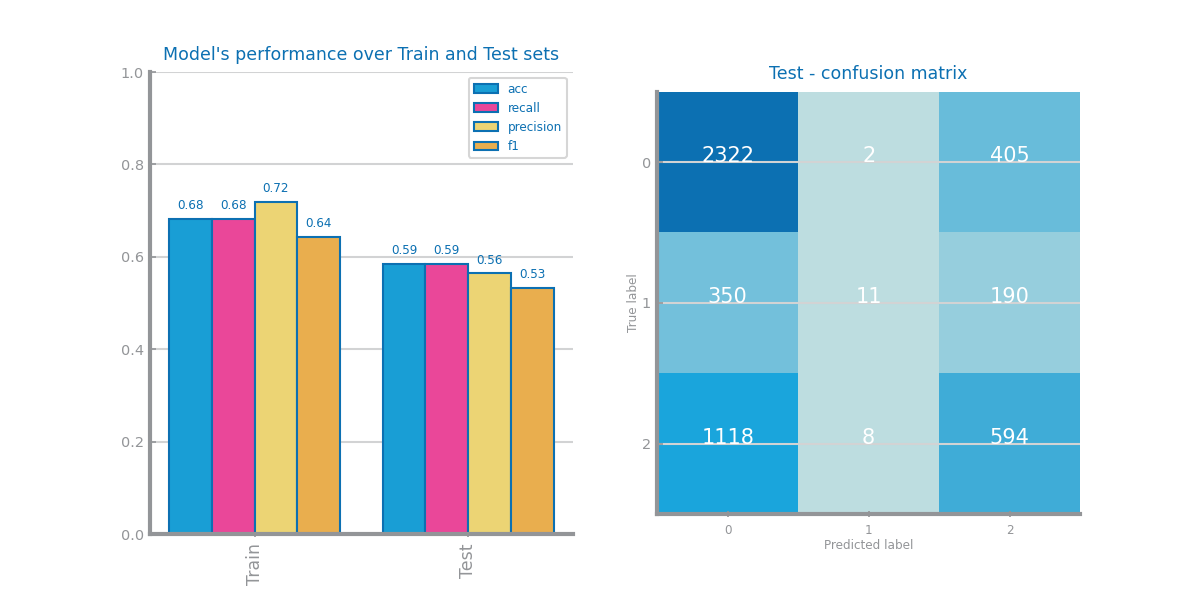 Model's performance over Train and Test sets
1.0
0.8
0.6
0.4
0.2
0.0
acc
recall
precision
f1
0.68
0.68
0.72
0.64
0.59
0.59
0.56
0.53
Train
Test
Test - confusion matrix
True label
0
1
2
2322 2 405
350 11 190
1118 8 594
0 1 2
Predicted label